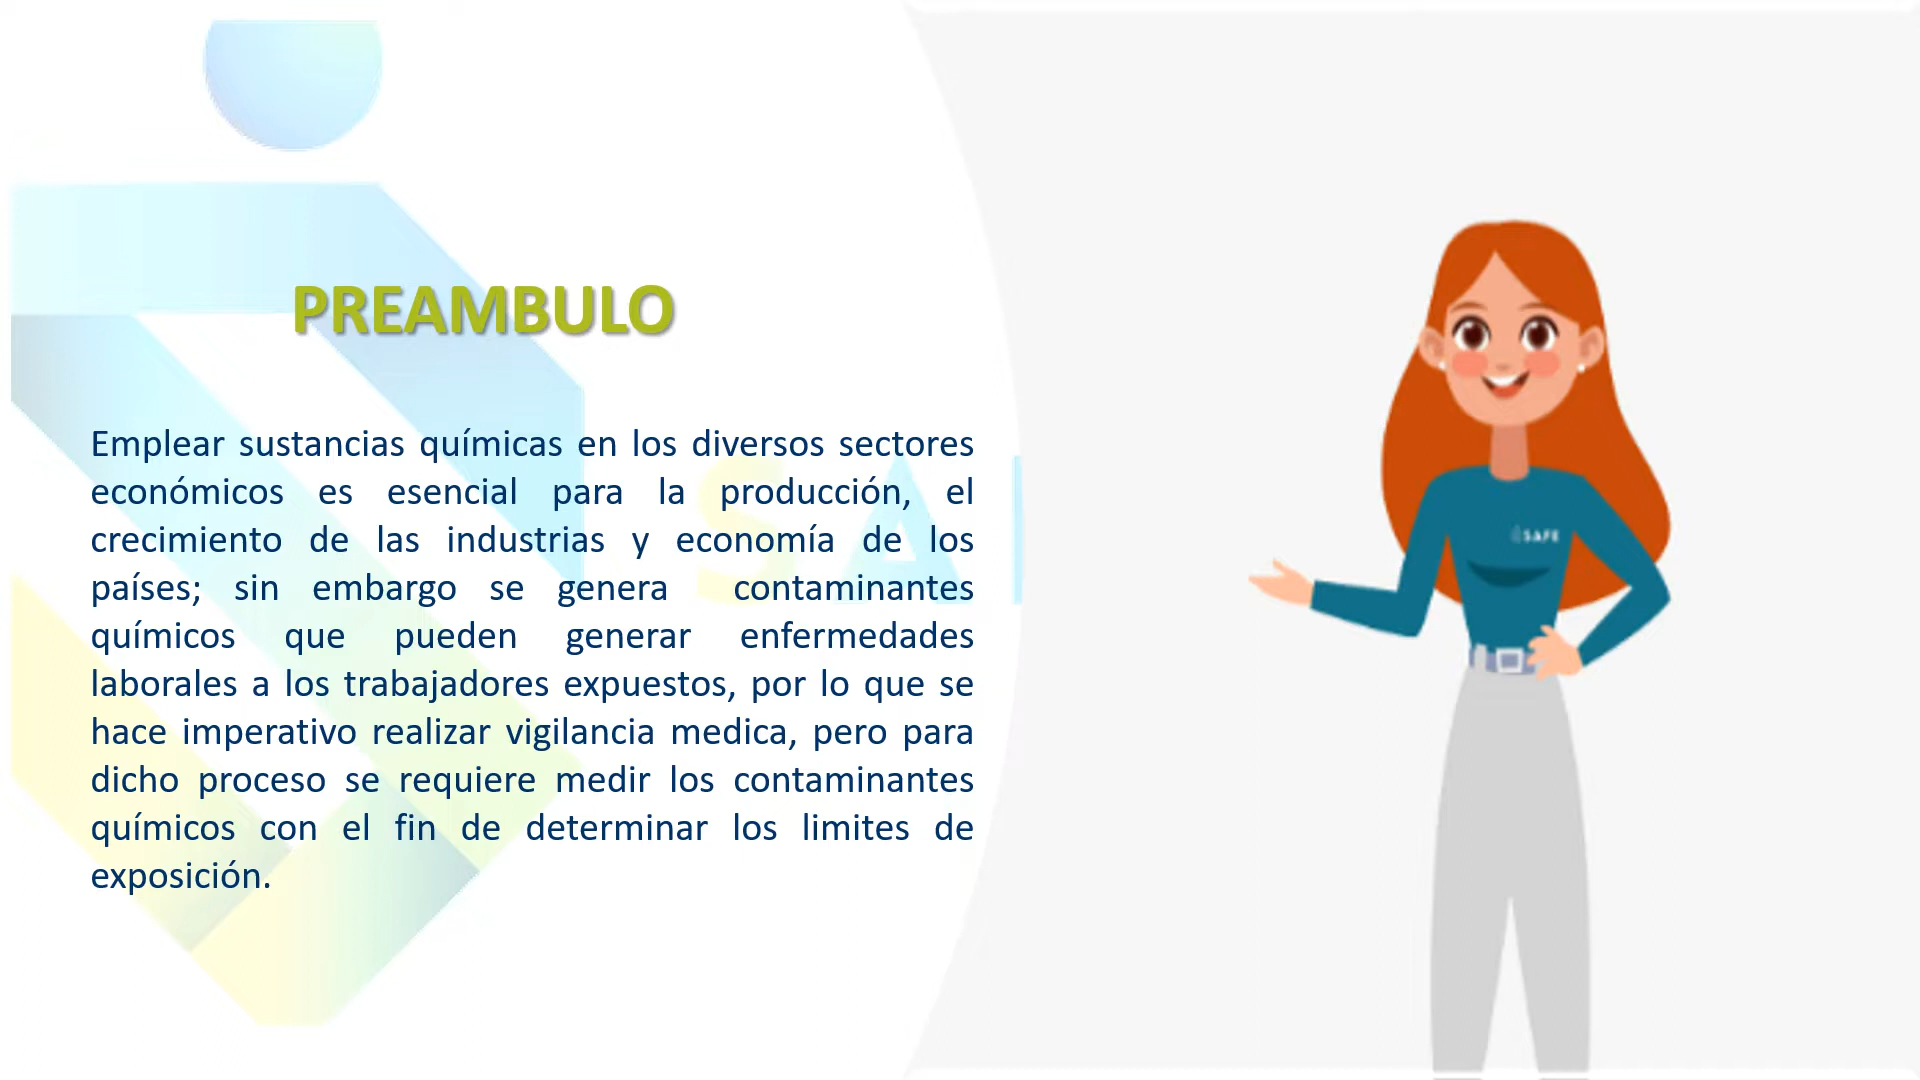 PREAMBULO
Emplear sustancias químicas en los diversos sectores
económicos es esencial para la producción, el
crecimiento de las industrias y economía de los
países; sin embargo se genera contaminantes
químicos que pueden generar enfermedades
laborales a los trabajadores expuestos, por lo que se
hace imperativo realizar vigilancia medica, pero para
dicho proceso se requiere medir los contaminantes
químicos con el fin de determinar los limites de
exposición.
SA
SAFE